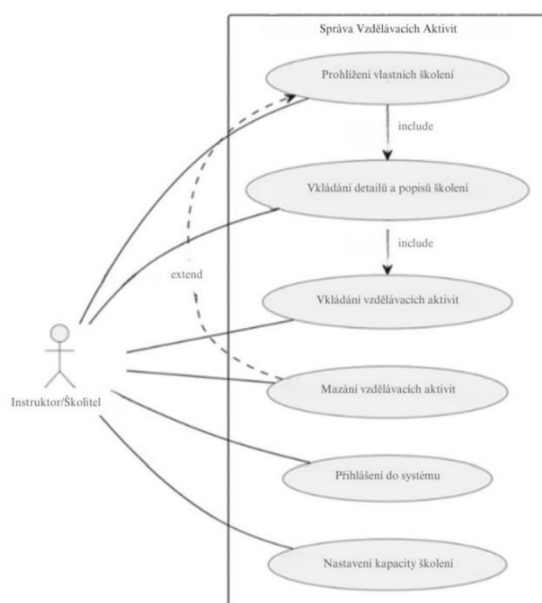 Správa Vzdělávacích Aktivit
Prohlížení vlastních školení
include
Vkládání detailů a popisů školení
include
extend
Vkládání vzdělávacích aktivit
Mazání vzdělávacích aktivit
Instruktor/Školitel
Přihlášení do systému
Nastavení kapacity školení